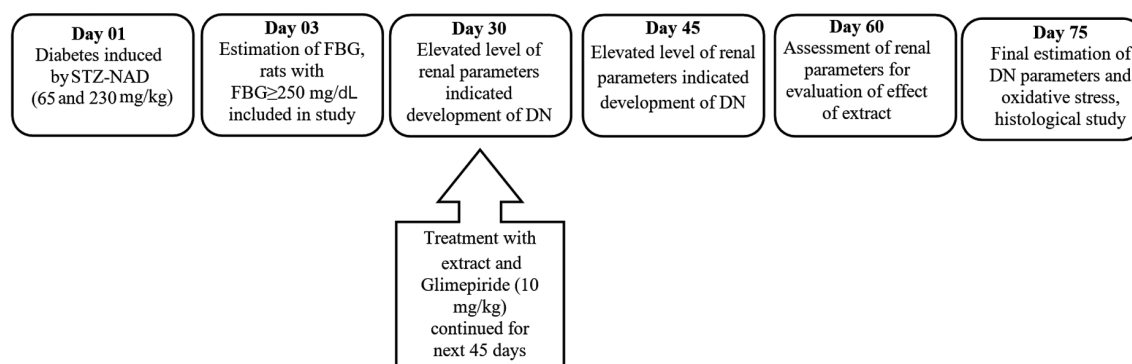 Day 01
Diabetes induced
by STZ-NAD
(65 and 230 mg/kg)
Day 03
Estimation of FBG,
rats with
FBG≥250 mg/dL
included in study
Day 30
Elevated level of
renal parameters
indicated
development of DN
Day 45
Elevated level of renal
parameters indicated
development of DN
Day 60
Assessment of renal
parameters for
evaluation of effect
of extract
Day 75
Final estimation of
DN parameters and
oxidative stress,
histological study
Treatment with
extract and
Glimepiride (10
mg/kg)
continued for
next 45 days